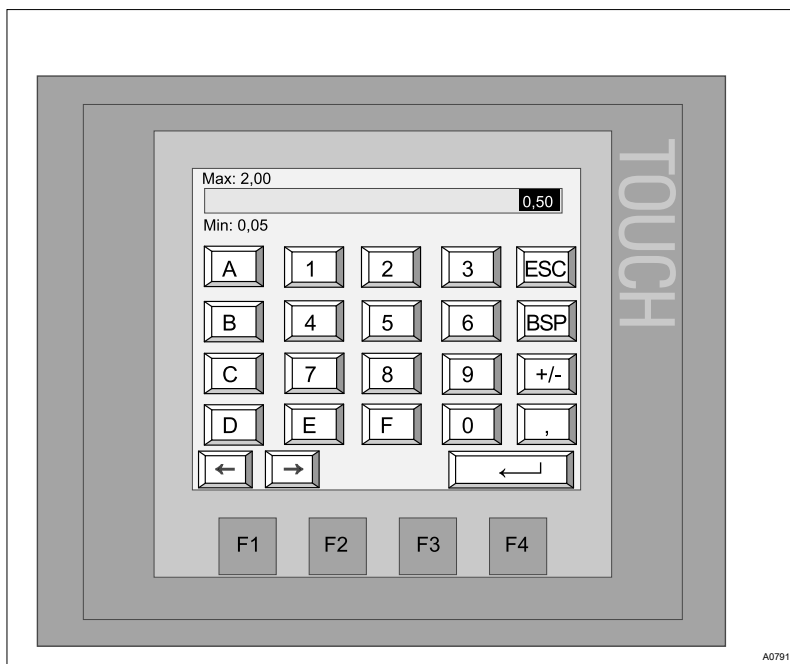 Max: 2,00
0,50
Min: 0,05
A 1 2 3 ESC
B 4 5 6 BSP
C 7 8 9 +/-
D E F 0 ,
← →
F1 F2 F3 F4
TOUCH
A0791